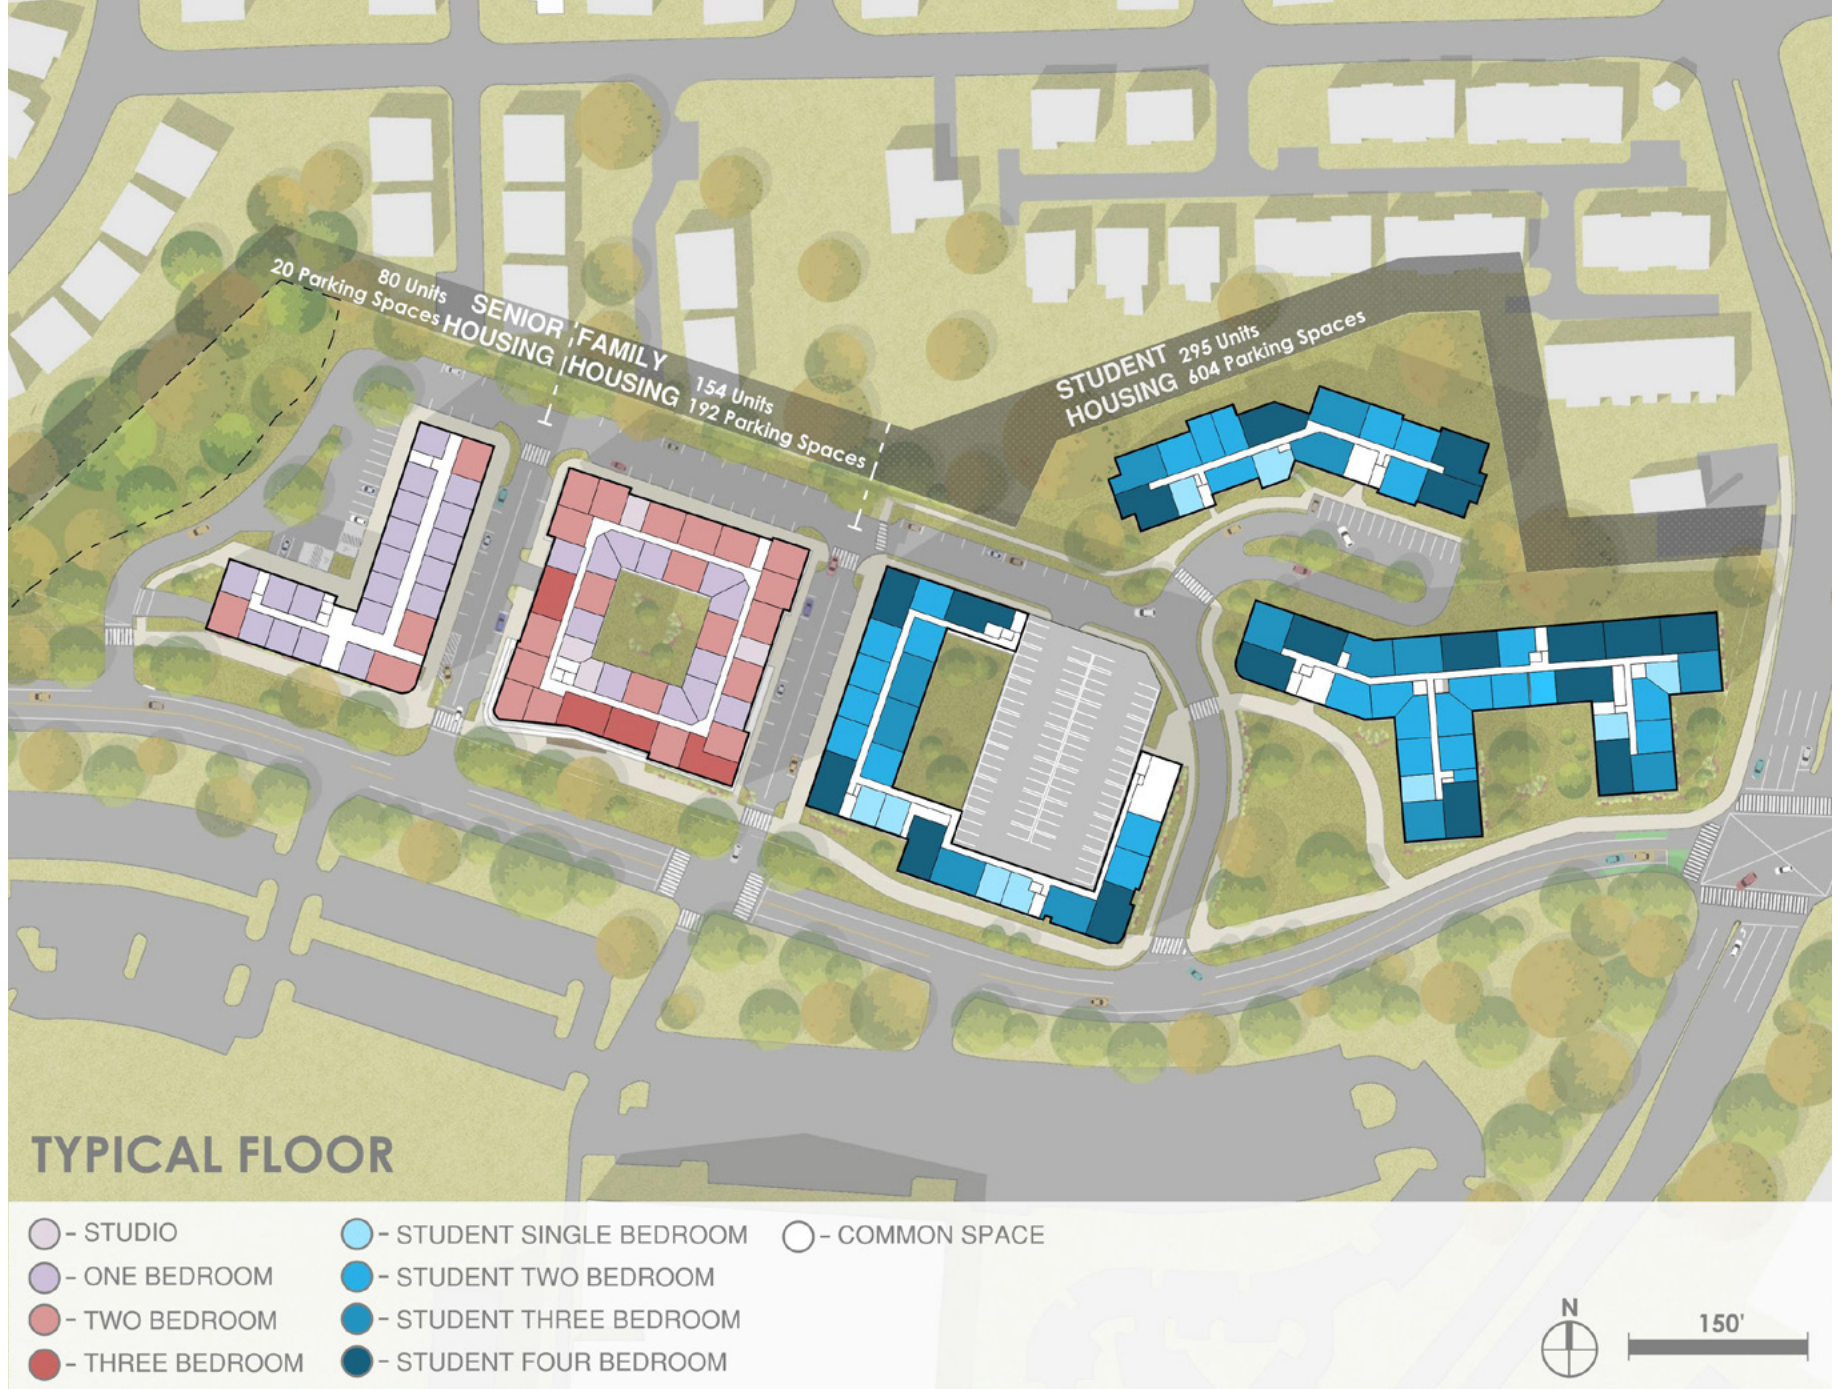 80 Units
20 Parking Spaces
SENIOR
HOUSING
FAMILY
HOUSING
154 Units
192 Parking Spaces
STUDENT
HOUSING
295 Units
604 Parking Spaces
TYPICAL FLOOR
- STUDIO
- ONE BEDROOM
- TWO BEDROOM
- THREE BEDROOM
- STUDENT SINGLE BEDROOM
- STUDENT TWO BEDROOM
- STUDENT THREE BEDROOM
- STUDENT FOUR BEDROOM
- COMMON SPACE
N
150'